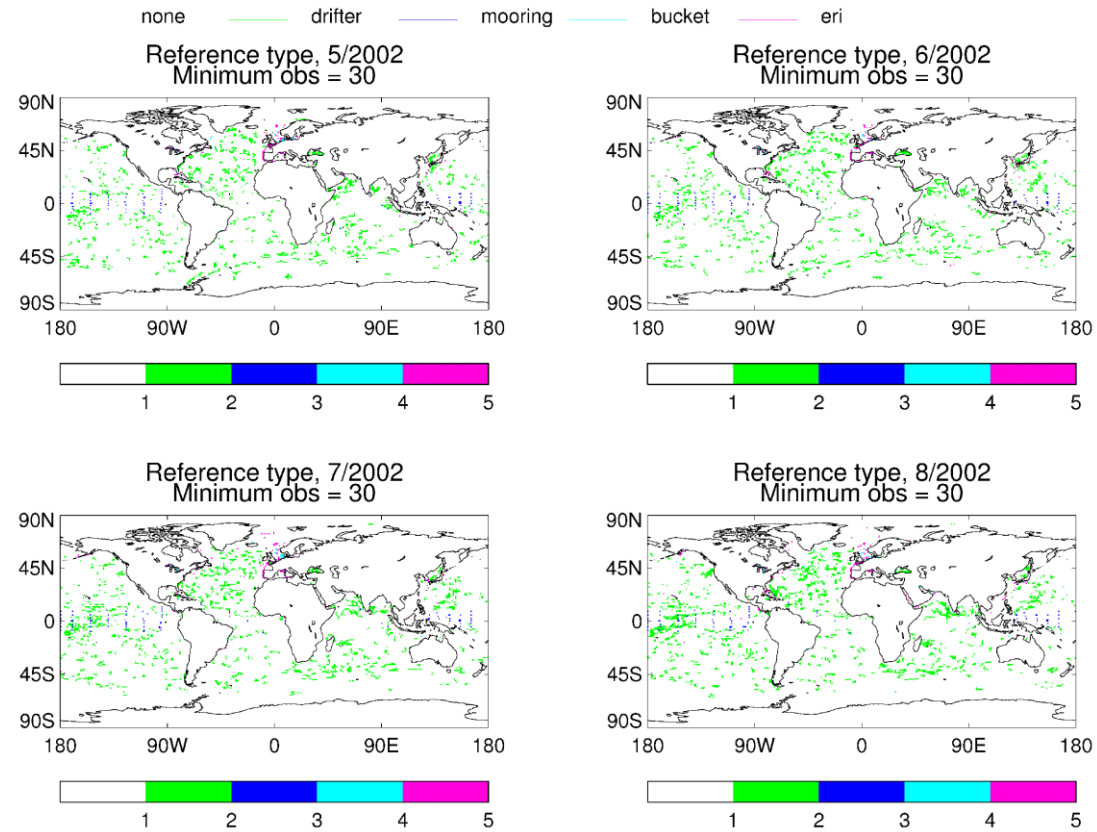 none drifter mooring bucket eri
Reference type, 5/2002
Minimum obs = 30
90N
45N
0
45S
90S
180 90W 0 90E 180
1 2 3 4 5
Reference type, 6/2002
Minimum obs = 30
90N
45N
0
45S
90S
180 90W 0 90E 180
1 2 3 4 5
Reference type, 7/2002
Minimum obs = 30
90N
45N
0
45S
90S
180 90W 0 90E 180
1 2 3 4 5
Reference type, 8/2002
Minimum obs = 30
90N
45N
0
45S
90S
180 90W 0 90E 180
1 2 3 4 5